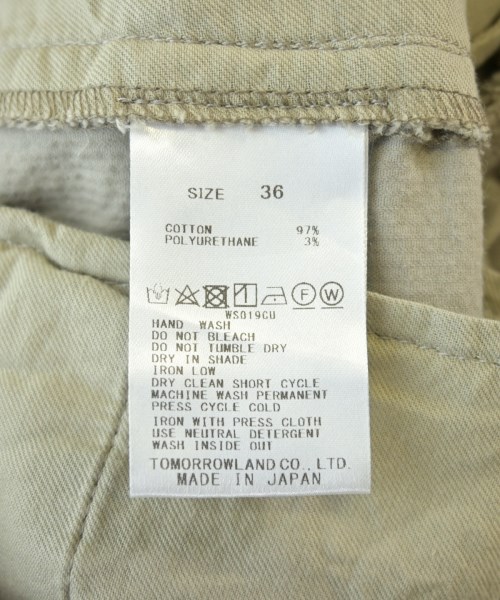 SIZE 36
COTTON 97%
POLYURETHANE 3%
F W
WS019CU
HAND WASH
DO NOT BLEACH
DO NOT TUMBLE DRY
DRY IN SHADE
IRON LOW
DRY CLEAN SHORT CYCLE
MACHINE WASH PERMANENT
PRESS CYCLE COLD
IRON WITH PRESS CLOTH
USE NEUTRAL DETERGENT
WASH INSIDE OUT
TOMORROWLAND CO., LTD.
MADE IN JAPAN